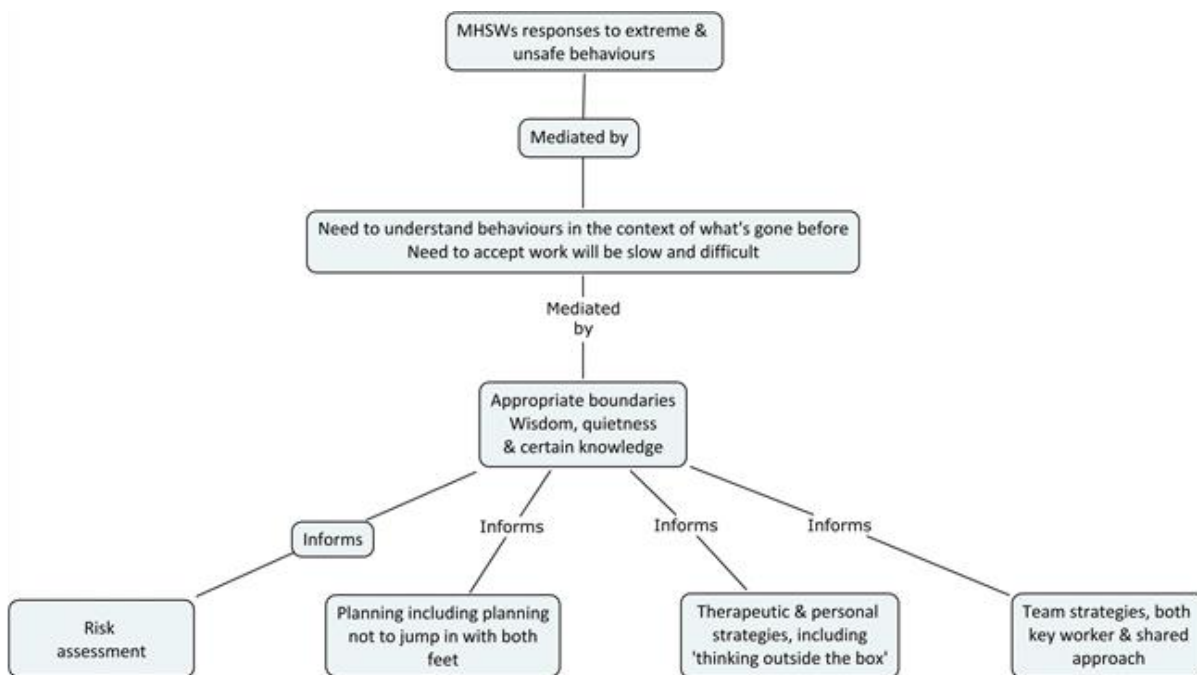 MHSWs responses to extreme &
unsafe behaviours
Mediated by
Need to understand behaviours in the context of what's gone before
Need to accept work will be slow and difficult
Mediated
by
Appropriate boundaries
Wisdom, quietness
& certain knowledge
Informs
Informs
Informs
Informs
Risk
assessment
Planning including planning
not to jump in with both
feet
Therapeutic & personal
strategies, including
'thinking outside the box'
Team strategies, both
key worker & shared
approach